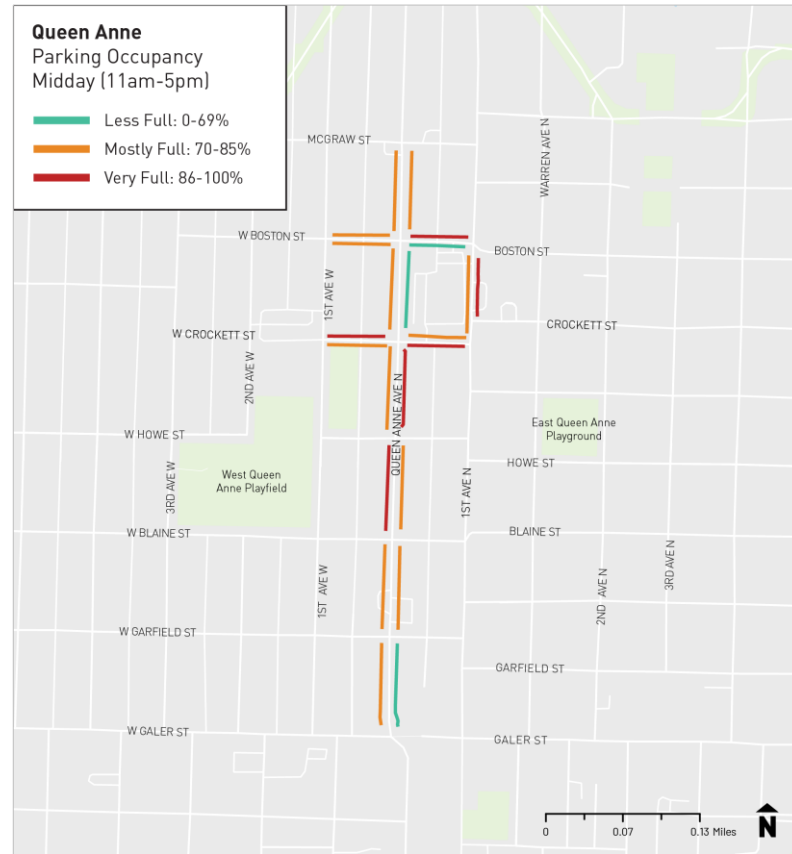 Queen Anne
Parking Occupancy
Midday (11am-5pm)
Less Full: 0-69%
Mostly Full: 70-85%
Very Full: 86-100%
MCGRAW ST
WARREN AVE N
W BOSTON ST
BOSTON ST
1ST AVE W
CROCKETT ST
W CROCKETT ST
2ND AVE W
QUEEN ANNE AVE N
East Queen Anne
Playground
W HOWE ST
HOWE ST
3RD AVE W
West Queen
Anne Playfield
1ST AVE N
W BLAINE ST
BLAINE ST
1ST AVE W
2ND AVE N
3RD AVE N
W GARFIELD ST
GARFIELD ST
W GALER ST
GALER ST
0
0.07
0.13 Miles
N